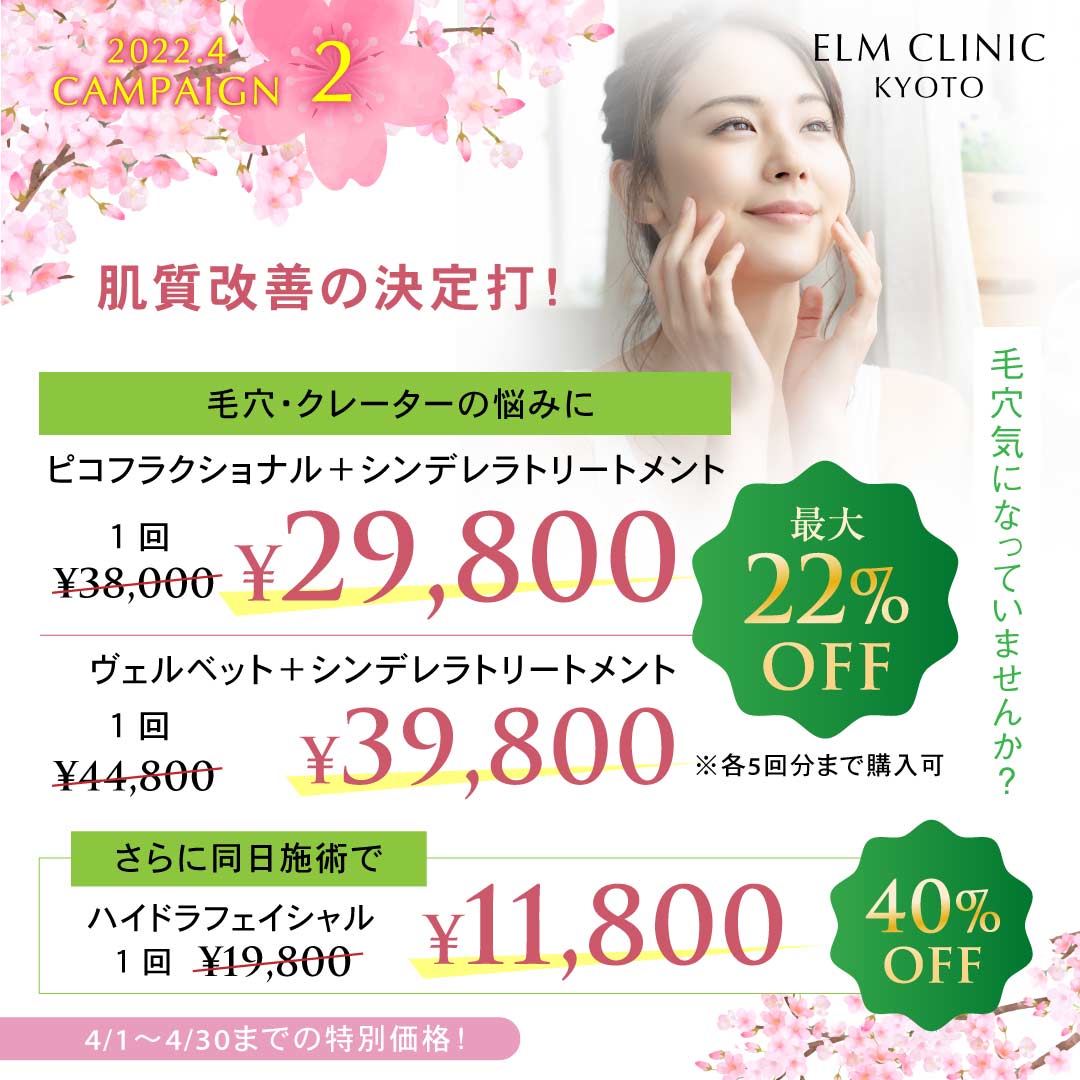 2022.4
CAMPAIGN 2
ELM CLINIC
KYOTO
肌質改善の決定打!
毛穴気になっていませんか?
毛穴・クレーターの悩みに
ピコフラクショナル+シンデレラトリートメント
1回
¥38,000
¥29,800
最大
22%
OFF
ヴェルベット+シンデレラトリートメント
1回
¥44,800
¥39,800
※各5回分まで購入可
さらに同日施術で
ハイドラフェイシャル
1回 ¥19,800
¥11,800
40%
OFF
4/1〜4/30までの特別価格!